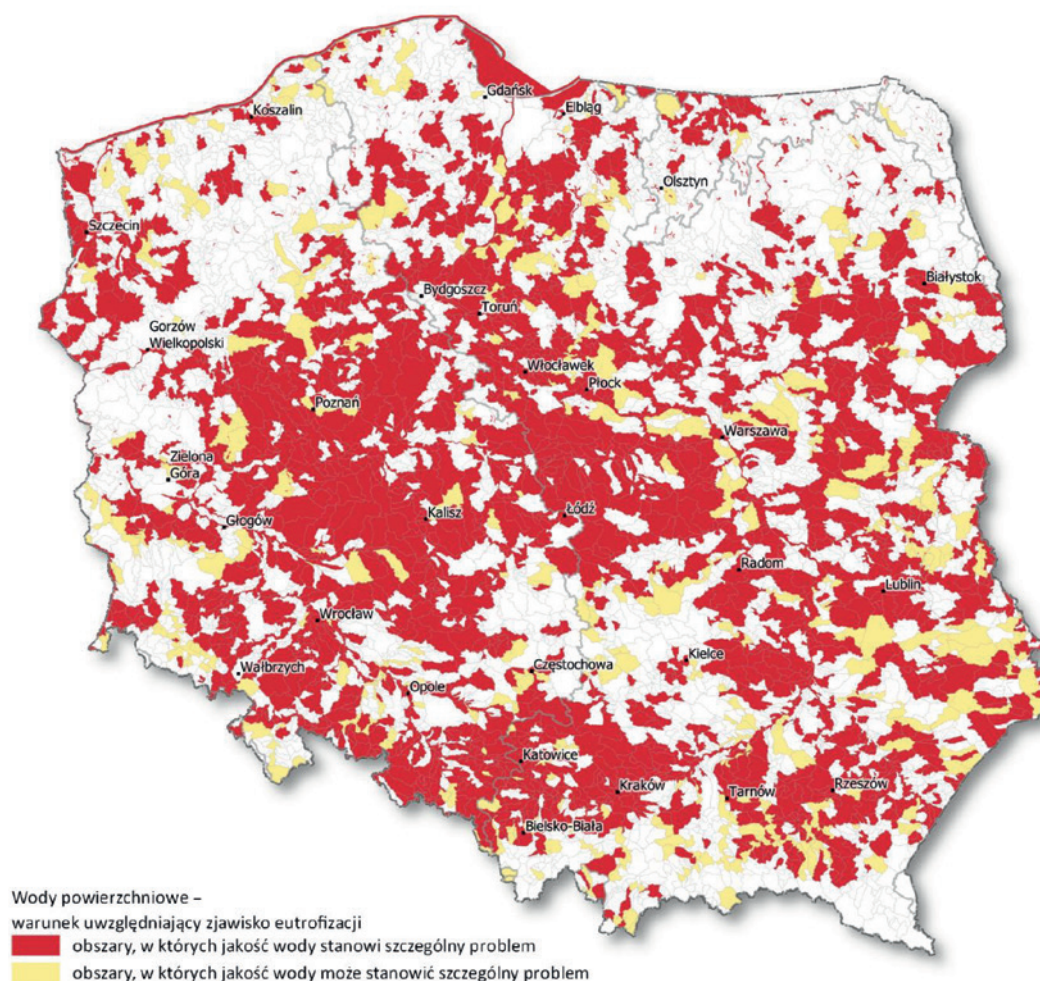 Gdańsk
Koszalin
Elbląg
Olsztyn
Szczecin
Białystok
Bydgoszcz
Toruń
Gorzów
Wielkopolski
Włocławek
Płock
Poznań
Warszawa
Zielona
Góra
Kalisz
Łódź
Głogów
Radom
Lublin
Wrocław
Kielce
Wałbrzych
Częstochowa
Opole
Katowice
Kraków
Tarnów
Rzeszów
Bielsko-Biała
Wody powierzchniowe –
warunek uwzględniający zjawisko eutrofizacji
obszary, w których jakość wody stanowi szczególny problem
obszary, w których jakość wody może stanowić szczególny problem